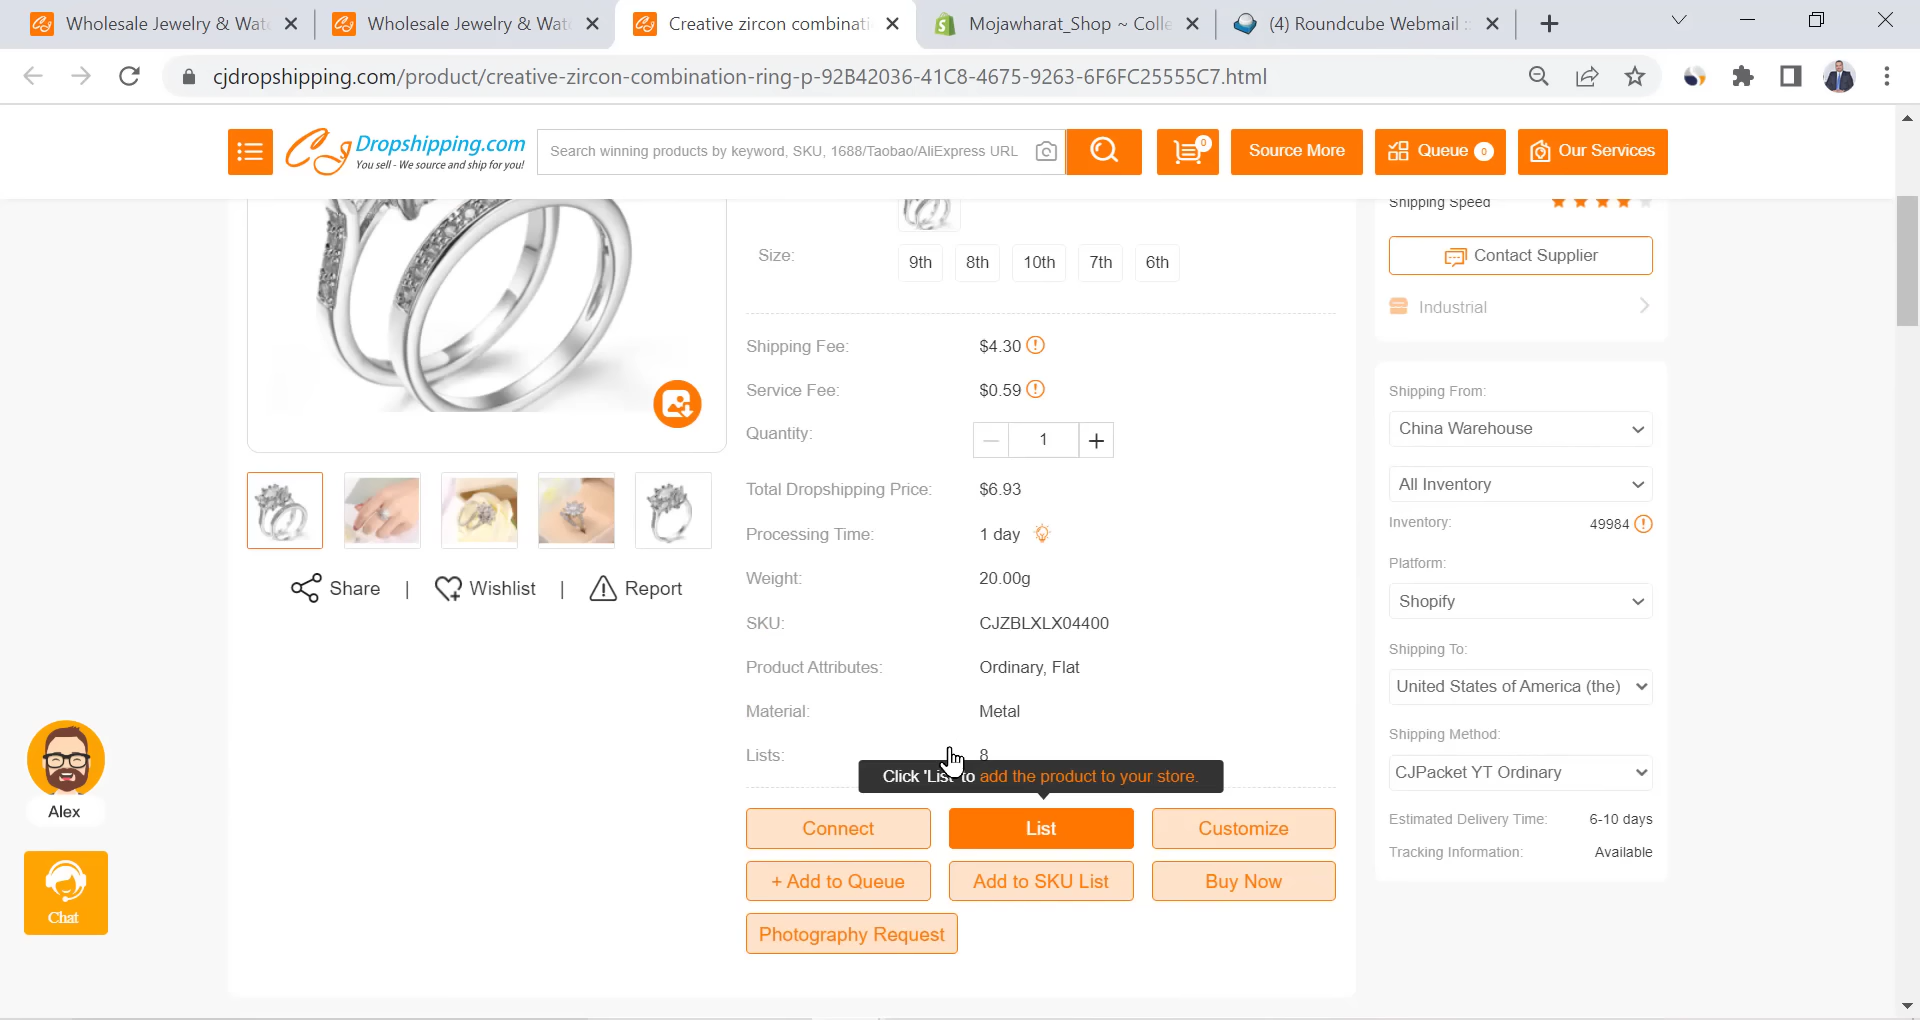 Wholesale Jewelry & Wat
Wholesale Jewelry & Wat
Creative zircon combinati
Mojawharat_Shop ~ Colle
(4) Roundcube Webmail :
cjdropshipping.com/product/creative-zircon-combination-ring-p-92B42036-41C8-4675-9263-6F6FC25555C7.html
CJ Dropshipping.com
You sell - We source and ship for you!
Search winning products by keyword, SKU, 1688/Taobao/AliExpress URL
0
Source More
Queue 0
Our Services
Shipping Speed
Size:
9th
8th
10th
7th
6th
Contact Supplier
Industrial
Shipping Fee:
$4.30
Service Fee:
$0.59
Quantity:
1
Total Dropshipping Price:
$6.93
Processing Time:
1 day
Weight:
20.00g
SKU:
CJZBLXLX04400
Product Attributes:
Ordinary, Flat
Material:
Metal
Lists:
8
Click 'List' to add the product to your store.
Connect
List
Customize
+ Add to Queue
Add to SKU List
Buy Now
Photography Request
Share
Wishlist
Report
Shipping From:
China Warehouse
All Inventory
Inventory:
49984
Platform:
Shopify
Shipping To:
United States of America (the)
Shipping Method:
CJPacket YT Ordinary
Estimated Delivery Time:
6-10 days
Tracking Information:
Available
Alex
Chat